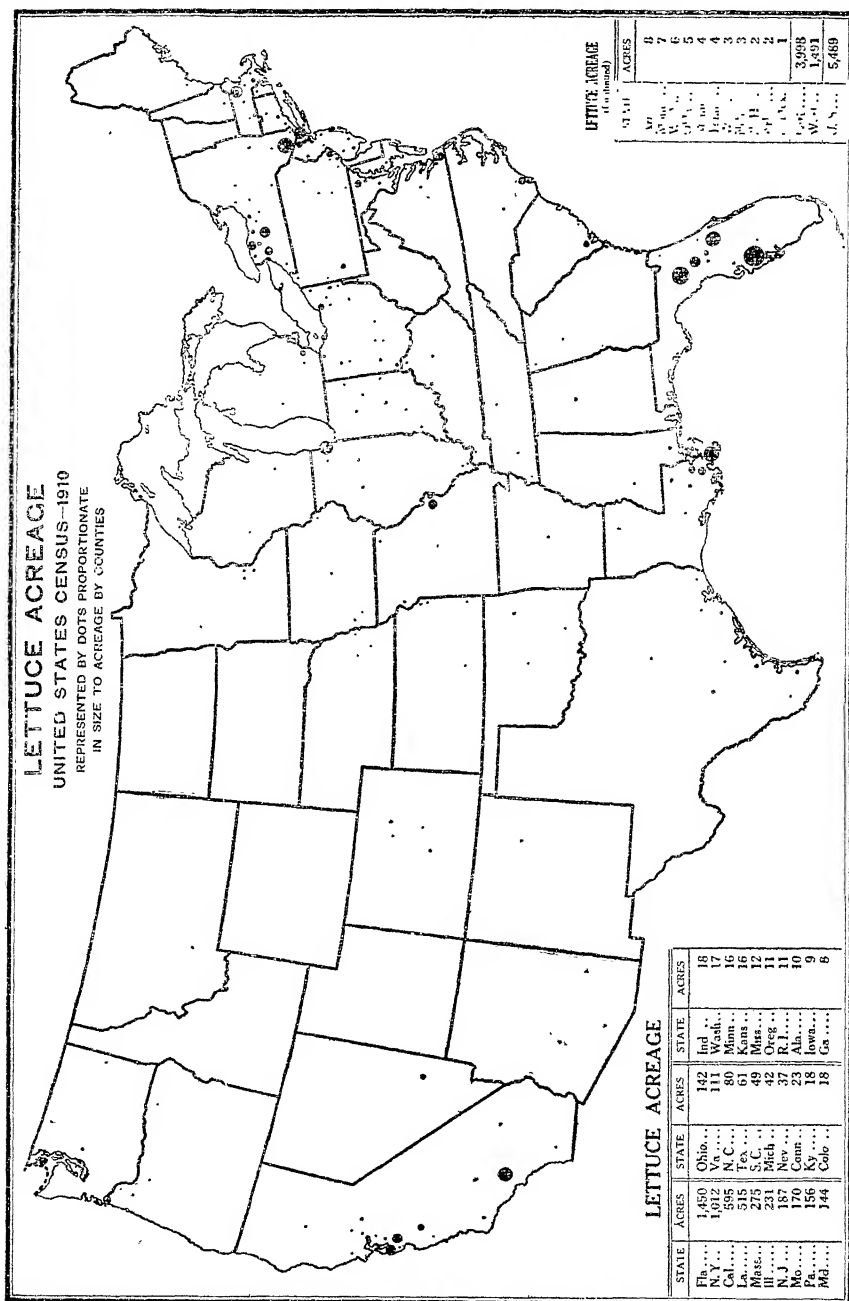 LETTUCE ACREAGE
UNITED STATES CENSUS—1910
REPRESENTED BY DOTS PROPORTIONATE
IN SIZE TO ACREAGE BY COUNTIES
LETTUCE ACREAGE
STATE ACRES STATE ACRES STATE ACRES
Fla.... 1,450 Ohio... 142 Ind .. 18
N. Y.. 1,012 Va .... 111 Wash.. 17
Cal.... 595 N. C... 80 Minn.. 16
La.... 515 Tex ... 61 Kans.. 16
Mass... 275 S. C. .. 49 Miss... 12
Ill .... 231 Mich.. 42 Oreg .. 11
N. J ... 187 Nev... 37 R. I.... 11
Mo.... 170 Conn.. 23 Ala.... 10
Pa.... 156 Ky .... 18 Iowa... 9
Md.... 144 Colo .. 18 Ga .... 8
LETTUCE ACREAGE
ACRES
8
7
6
5
4
4
3
3
2
2
1
3,998
1,491
5,489